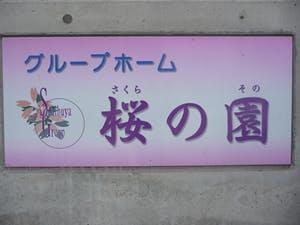 グループホーム
さくら その
桜の園